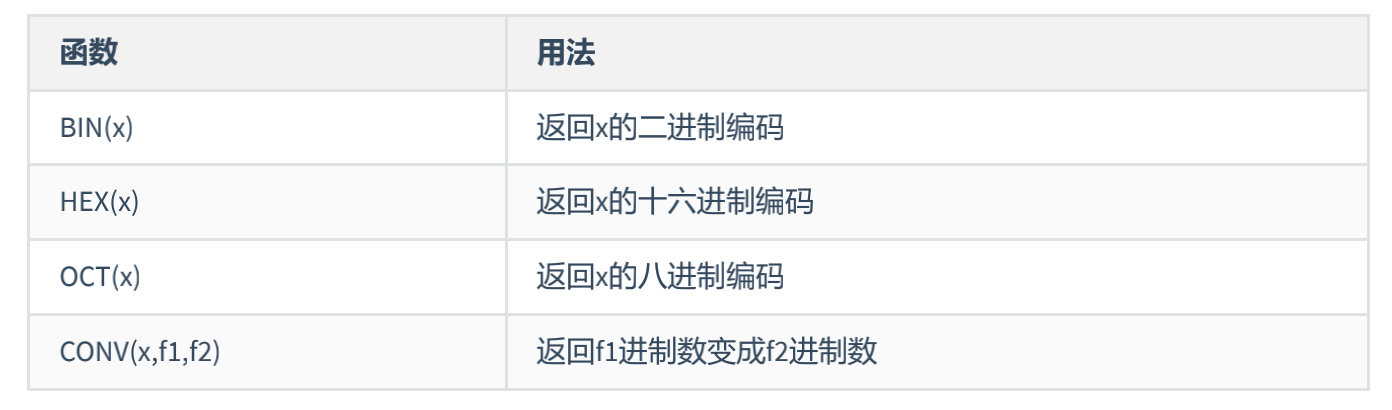 函数 用法
BIN(x) 返回x的二进制编码
HEX(x) 返回x的十六进制编码
OCT(x) 返回x的八进制编码
CONV(x,f1,f2) 返回f1进制数变成f2进制数